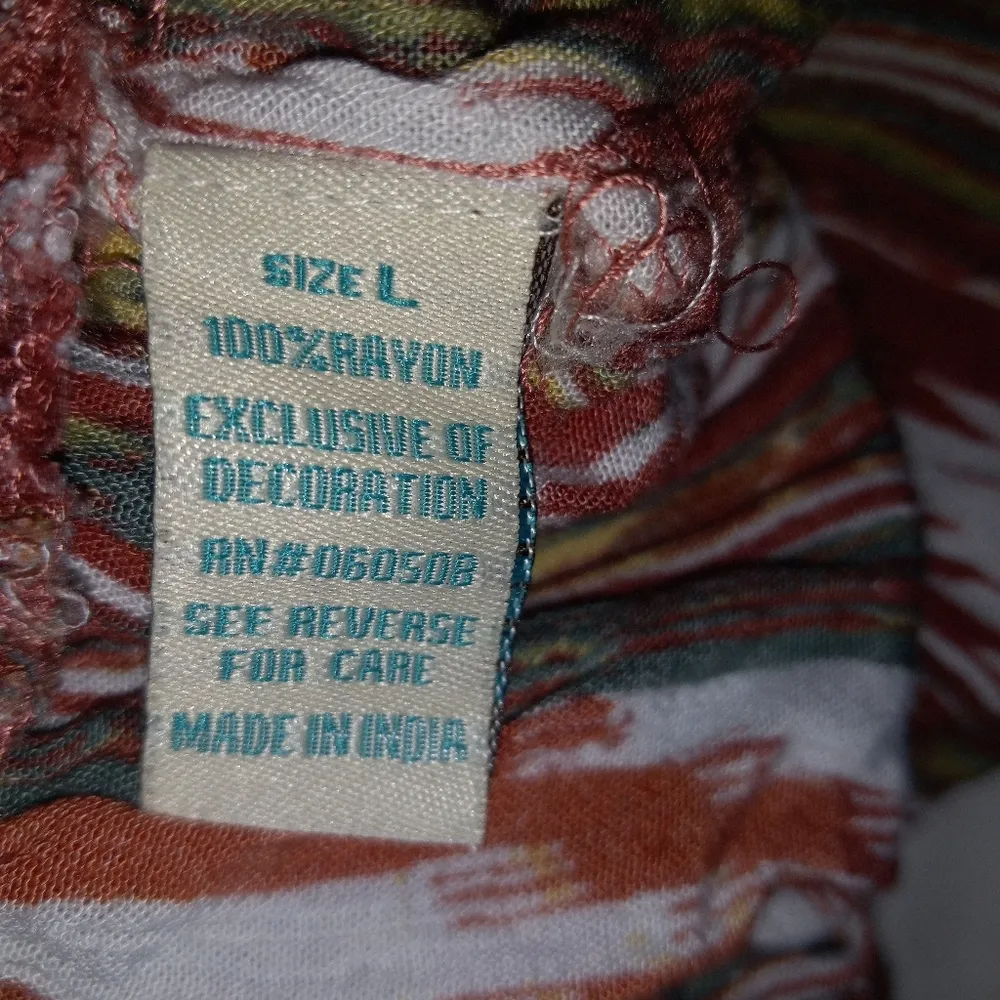 SIZE L
100%RAYON
EXCLUSIVE OF
DECORATION
RN#060508
SEE REVERSE
FOR CARE
MADE IN INDIA